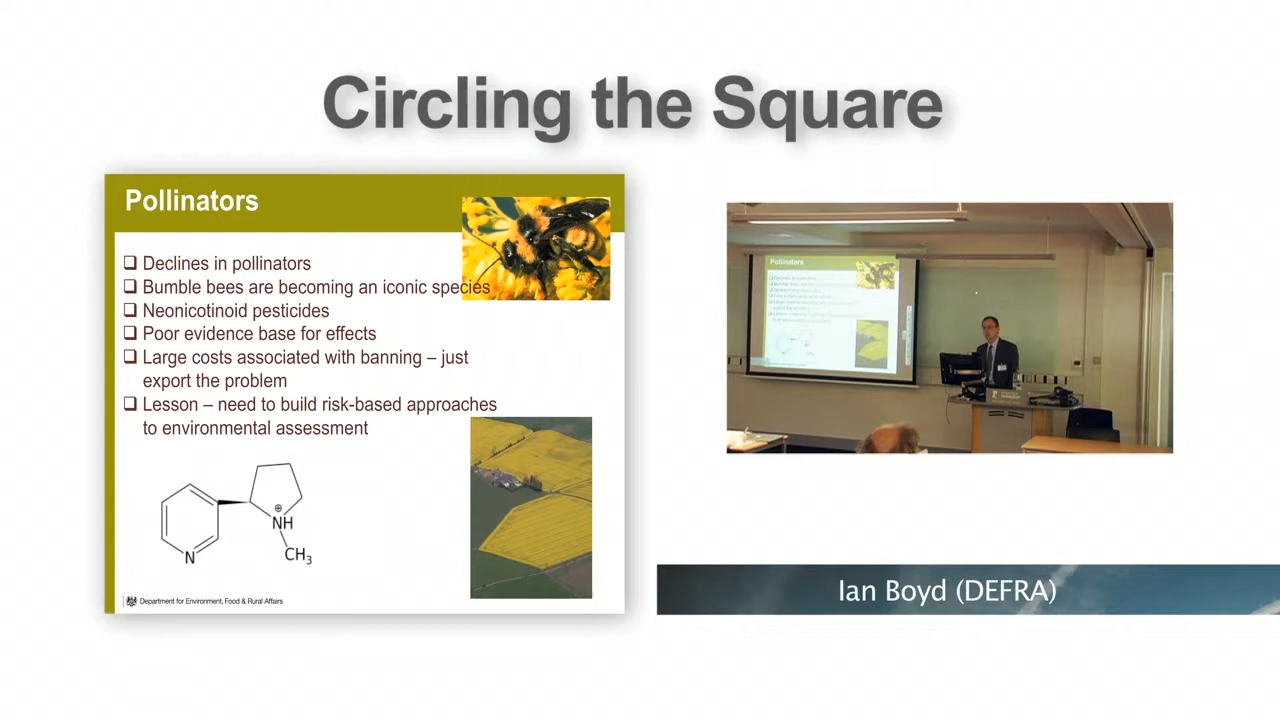 Circling the Square
Pollinators
Declines in pollinators
Bumble bees are becoming an iconic species
Neonicotinoid pesticides
Poor evidence base for effects
Large costs associated with banning – just
export the problem
Lesson – need to build risk-based approaches
to environmental assessment
⊕
NH
N
CH3
Department for Environment, Food & Rural Affairs
Pollinators
Ian Boyd (DEFRA)